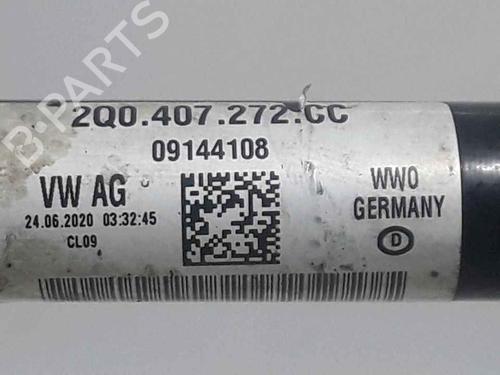 2Q0.407.272.CC
09144108
VW AG
24.06.2020 03:32:45
CL09
WWO
GERMANY
D
B-PARTS